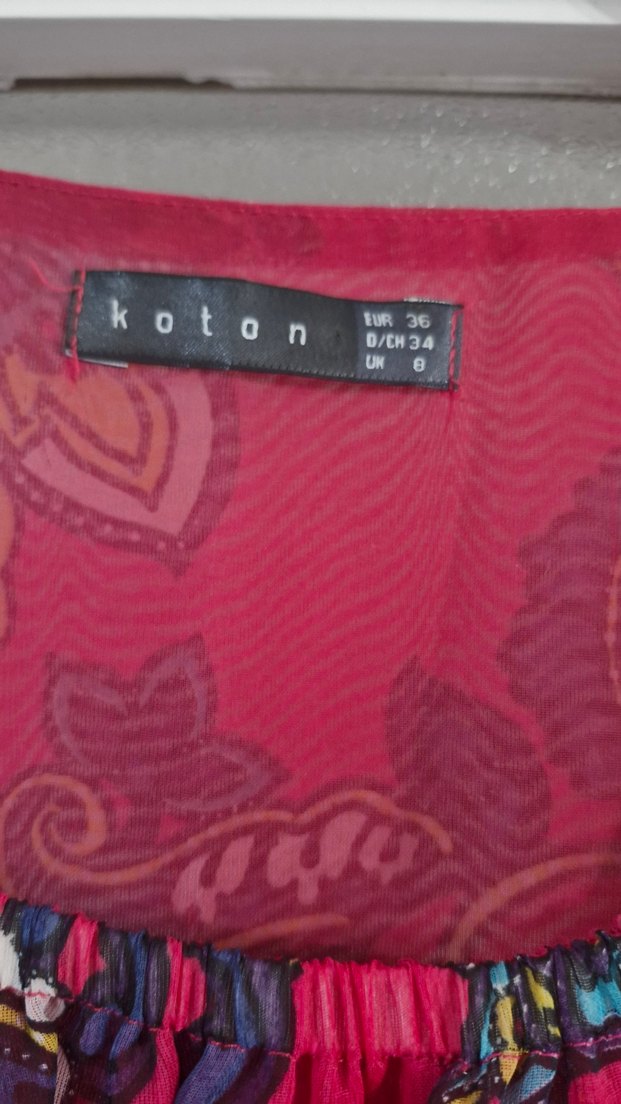 koton
EUR 36
D/CH 34
UK 8